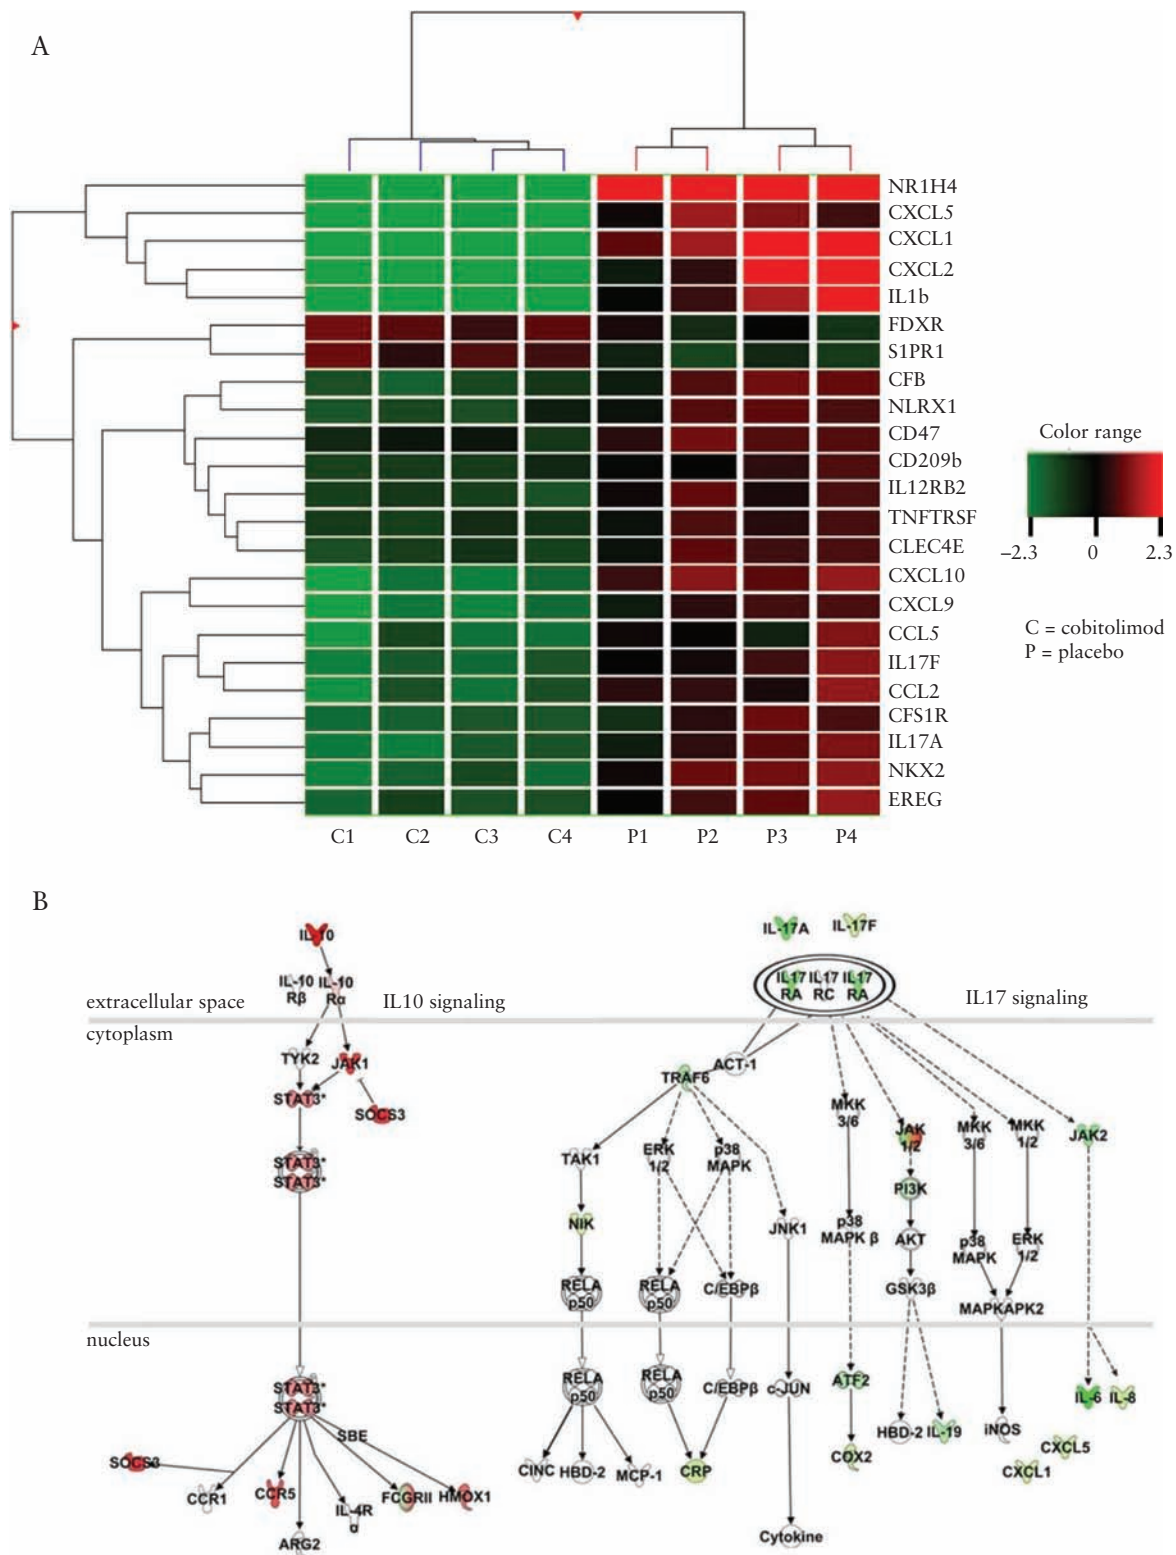 A
NR1H4
CXCL5
CXCL1
CXCL2
IL1b
FDXR
S1PR1
CFB
NLRX1
CD47
CD209b
IL12RB2
TNFTRSF
CLEC4E
CXCL10
CXCL9
CCL5
IL17F
CCL2
CFS1R
IL17A
NKX2
EREG
Color range
−2.3 0 2.3
C = cobitolimod
P = placebo
C1 C2 C3 C4 P1 P2 P3 P4
B
IL-10
IL-10 Rβ
IL-10 Rα
extracellular space
IL10 signaling
cytoplasm
TYK2
JAK1
STAT3*
SOCS3
STAT3*
STAT3*
nucleus
STAT3*
STAT3*
SBE
SOCS3
CCR1
CCR5
ARG2
IL-4R α
FCGRII
HMOX1
IL-17A
IL-17F
IL17 RA
IL17 RC
IL17 RA
IL17 signaling
ACT-1
TRAF6
TAK1
ERK 1/2
p38 MAPK
MKK 3/6
JAK 1/2
MKK 3/6
MKK 1/2
JAK2
NIK
JNK1
p38 MAPK β
PI3K
AKT
p38 MAPK
ERK 1/2
RELA p50
RELA p50
C/EBPβ
GSK3β
MAPKAPK2
RELA p50
RELA p50
C/EBPβ
c-JUN
ATF2
IL-6
IL-8
HBD-2
IL-19
iNOS
CINC
HBD-2
MCP-1
CRP
COX2
CXCL5
CXCL1
Cytokine